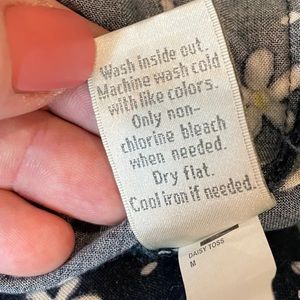 Wash inside out.
Machine wash cold
with like colors.
Only non-
chlorine bleach
when needed.
Dry flat.
Cool iron if needed.
DAISY TOSS
M